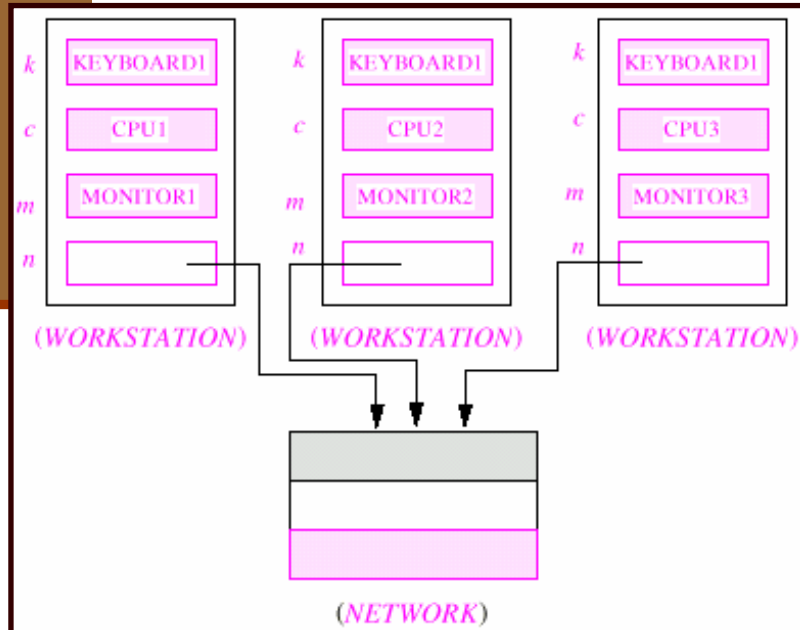 k KEYBOARD1 k KEYBOARD1 k KEYBOARD1
c CPU1 c CPU2 c CPU3
m MONITOR1 m MONITOR2 m MONITOR3
n n n
(WORKSTATION) (WORKSTATION) (WORKSTATION)
(NETWORK)